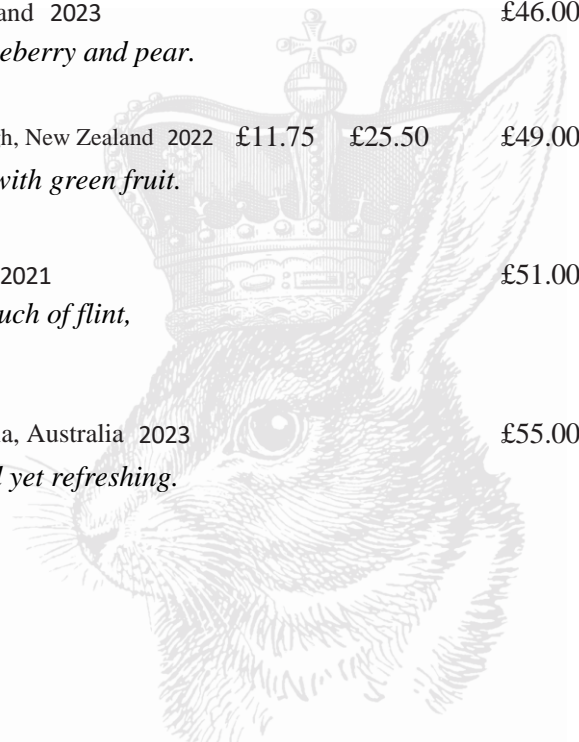 and 2023 £46.00
eberry and pear.
h, New Zealand 2022 £11.75 £25.50 £49.00
with green fruit.
2021 £51.00
uch of flint,
a, Australia 2023 £55.00
yet refreshing.